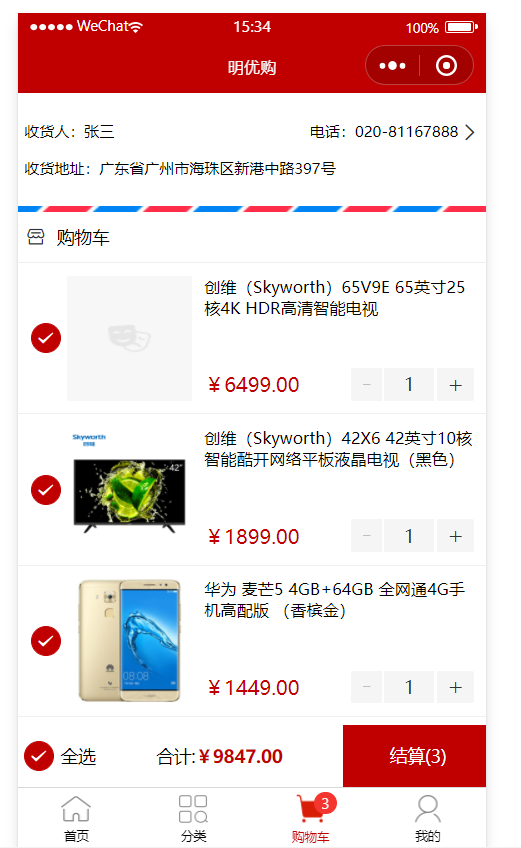 WeChat 15:34 100%
明优购
收货人：张三 电话：020-81167888
收货地址：广东省广州市海珠区新港中路397号
购物车
创维（Skyworth）65V9E 65英寸25
核4K HDR高清智能电视
￥6499.00 － 1 ＋
Skyworth
创维
42"
创维（Skyworth）42X6 42英寸10核
智能酷开网络平板液晶电视（黑色）
￥1899.00 － 1 ＋
华为 麦芒5 4GB+64GB 全网通4G手
机高配版 （香槟金）
08:08
￥1449.00 － 1 ＋
全选 合计:￥9847.00 结算(3)
3
首页 分类 购物车 我的